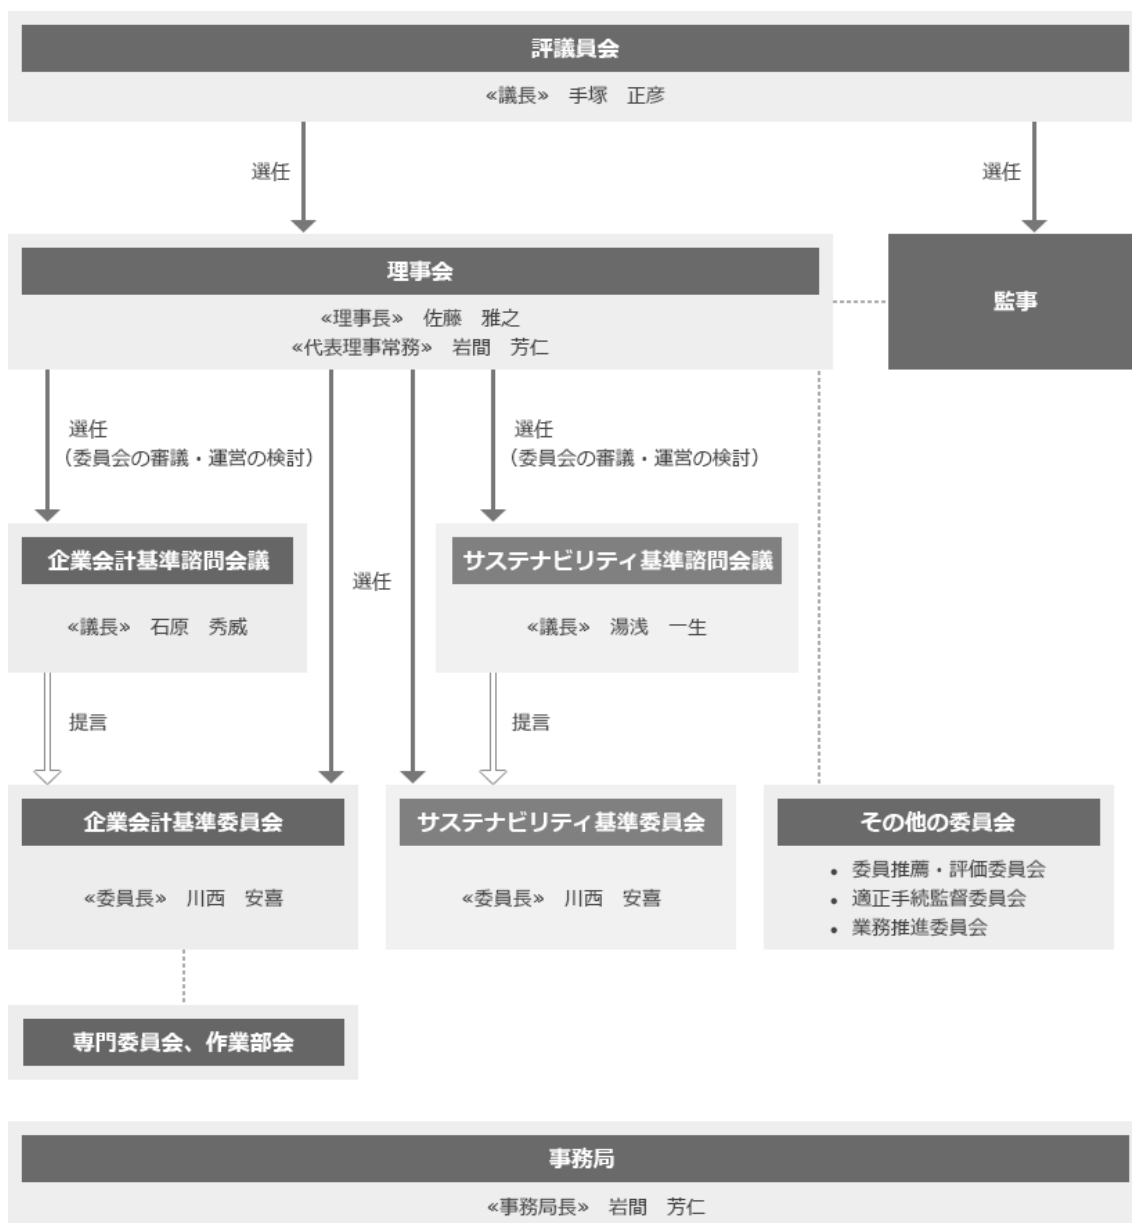 評議員会
«議長»　手塚　正彦
選任
選任
理事会
«理事長»　佐藤　雅之
«代表理事常務»　岩間　芳仁
監事
選任
（委員会の審議・運営の検討）
選任
（委員会の審議・運営の検討）
企業会計基準諮問会議
«議長»　石原　秀威
選任
サステナビリティ基準諮問会議
«議長»　湯浅　一生
提言
提言
企業会計基準委員会
«委員長»　川西　安喜
サステナビリティ基準委員会
«委員長»　川西　安喜
その他の委員会
• 委員推薦・評価委員会
• 適正手続監督委員会
• 業務推進委員会
専門委員会、作業部会
事務局
«事務局長»　岩間　芳仁